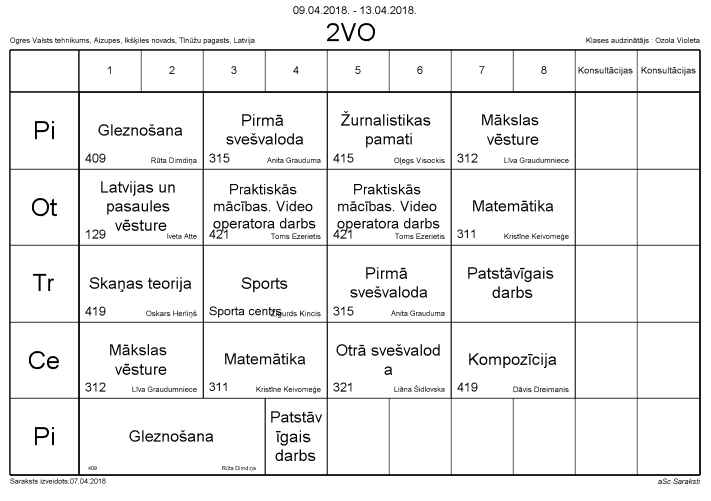 09.04.2018. - 13.04.2018.
Ogres Valsts tehnikums, Aizupes, Ikšķiles novads, Tīnūžu pagasts, Latvija
2VO
Klases audzinātājs : Ozola Violeta
1 2 3 4 5 6 7 8 Konsultācijas Konsultācijas
Pi
Gleznošana
409 Rūta Dimdiņa
Pirmā
svešvaloda
315 Anita Grauduma
Žurnalistikas
pamati
415 Oļegs Visockis
Mākslas
vēsture
312 Līva Graudumniece
Ot
Latvijas un
pasaules
vēsture
129 Iveta Atte
Praktiskās
mācības. Video
operatora darbs
421 Toms Ezerietis
Praktiskās
mācības. Video
operatora darbs
421 Toms Ezerietis
Matemātika
311 Kristīne Keivomeģe
Tr
Skaņas teorija
419 Oskars Herliņš
Sports
Sporta centrs Zigurds Kincis
Pirmā
svešvaloda
315 Anita Grauduma
Patstāvīgais
darbs
Ce
Mākslas
vēsture
312 Līva Graudumniece
Matemātika
311 Kristīne Keivomeģe
Otrā svešvalod
a
321 Liāna Šidlovska
Kompozīcija
419 Dāvis Dreimanis
Pi
Gleznošana
409 Rūta Dimdiņa
Patstāv
īgais
darbs
Saraksts izveidots:07.04.2018
aSc Saraksti